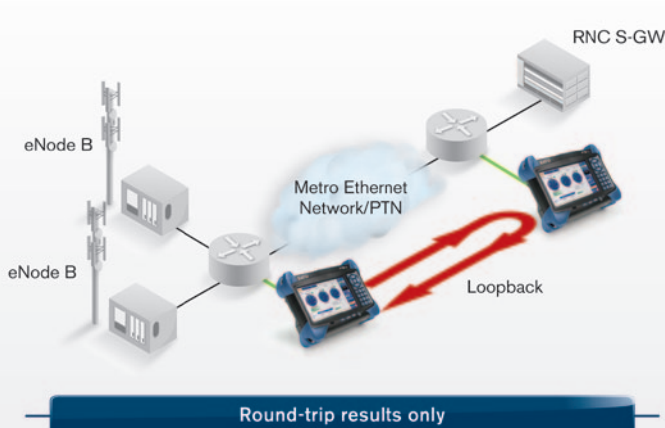 RNC S-GW
eNode B
Metro Ethernet
Network/PTN
eNode B
Loopback
Round-trip results only